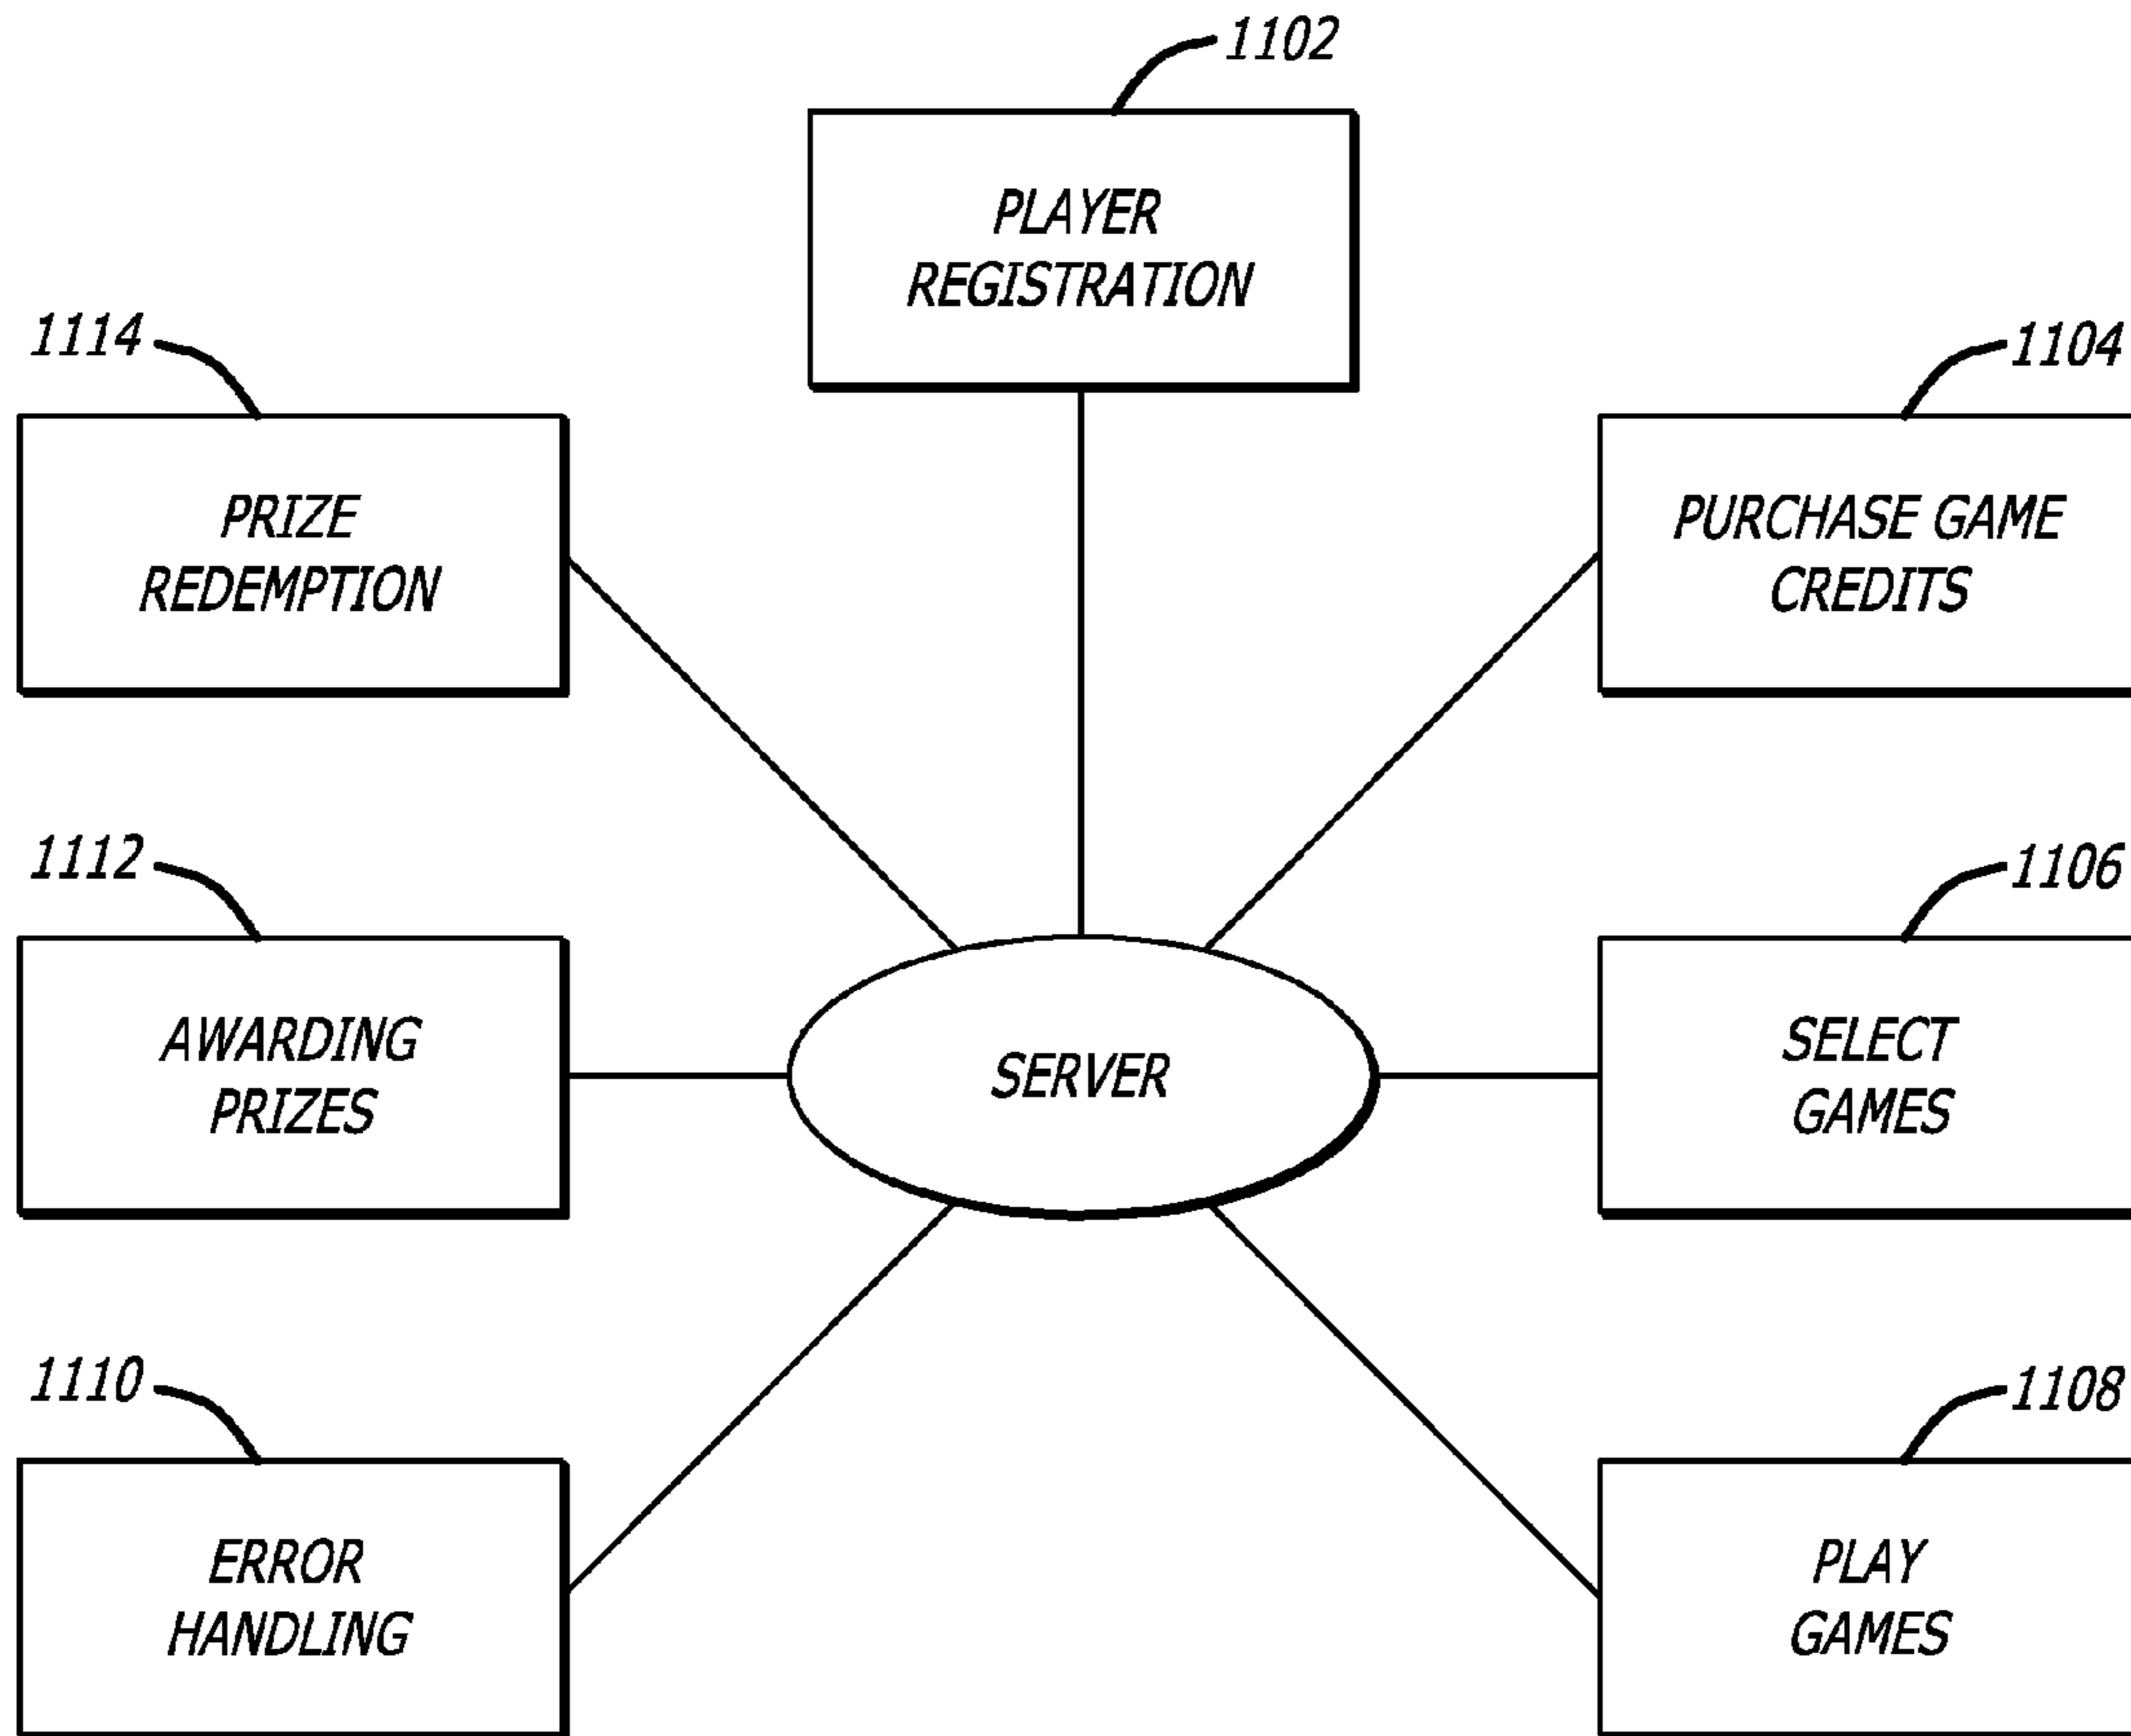 1102
PLAYER
REGISTRATION
1114
PRIZE
REDEMPTION
1104
PURCHASE GAME
CREDITS
1112
AWARDING
PRIZES
SERVER
1106
SELECT
GAMES
1110
ERROR
HANDLING
1108
PLAY
GAMES